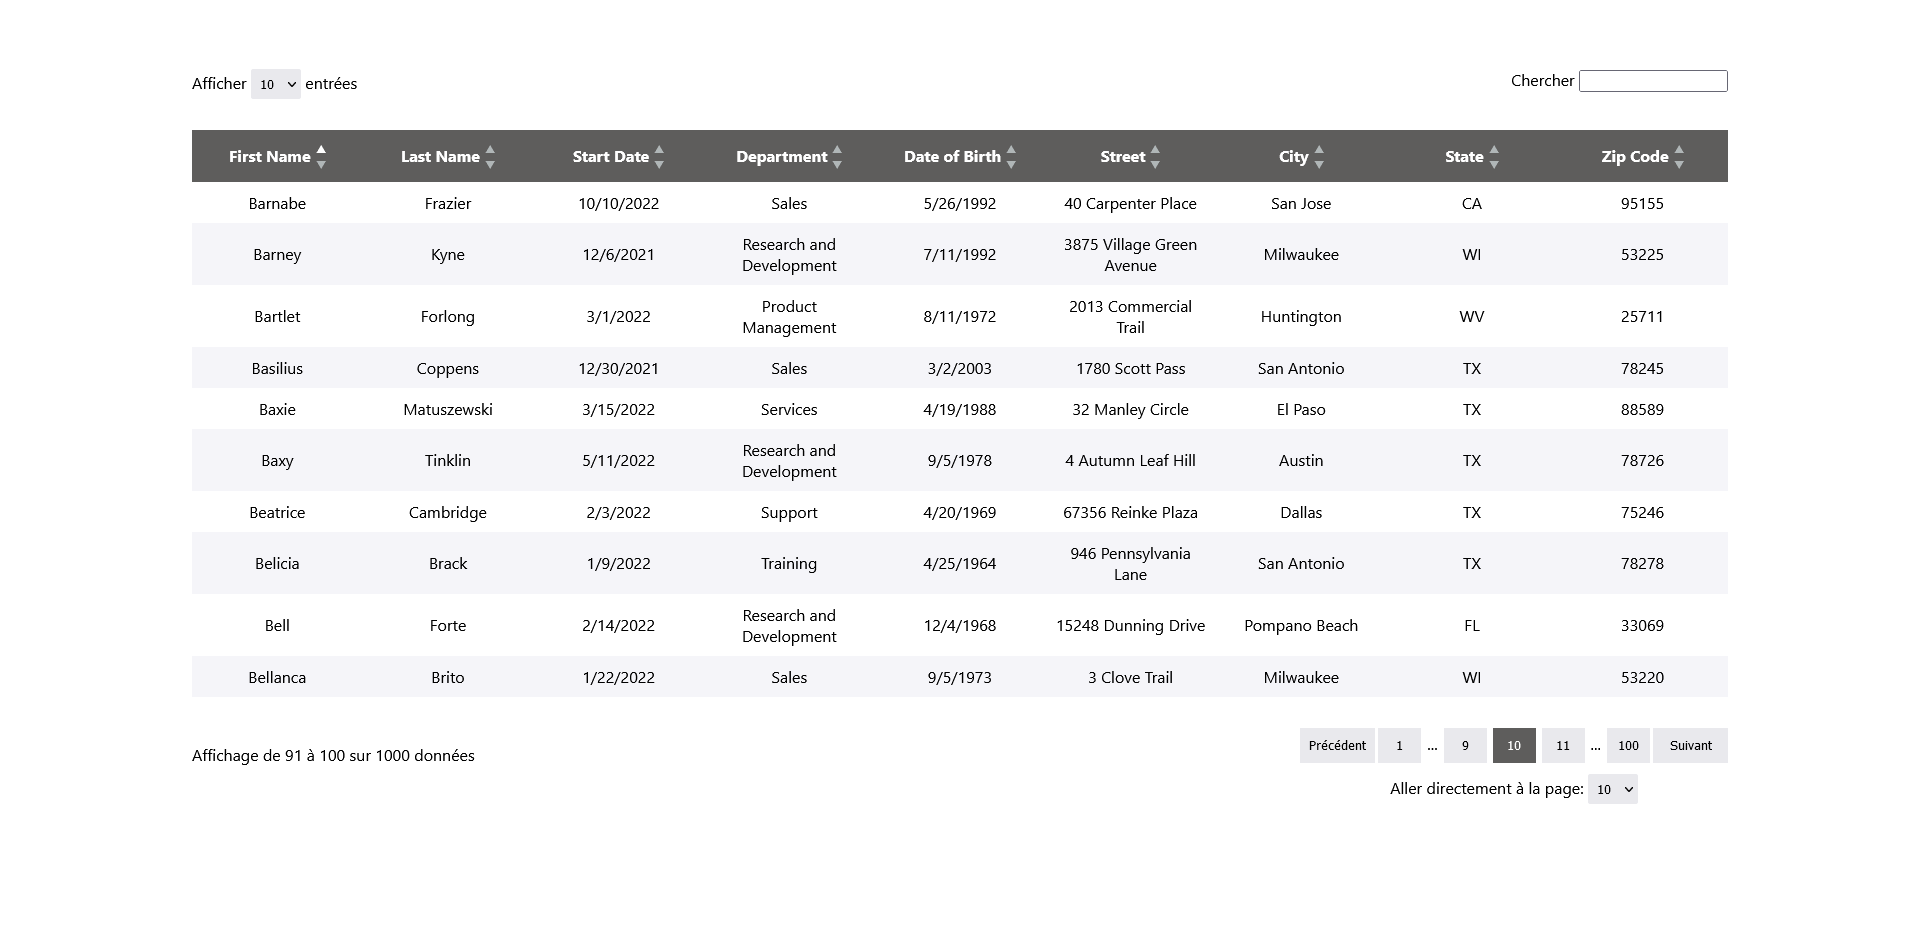 Afficher 10 entrées
Chercher
First Name Last Name Start Date Department Date of Birth Street City State Zip Code
Barnabe Frazier 10/10/2022 Sales 5/26/1992 40 Carpenter Place San Jose CA 95155
Barney Kyne 12/6/2021 Research and Development 7/11/1992 3875 Village Green Avenue Milwaukee WI 53225
Bartlet Forlong 3/1/2022 Product Management 8/11/1972 2013 Commercial Trail Huntington WV 25711
Basilius Coppens 12/30/2021 Sales 3/2/2003 1780 Scott Pass San Antonio TX 78245
Baxie Matuszewski 3/15/2022 Services 4/19/1988 32 Manley Circle El Paso TX 88589
Baxy Tinklin 5/11/2022 Research and Development 9/5/1978 4 Autumn Leaf Hill Austin TX 78726
Beatrice Cambridge 2/3/2022 Support 4/20/1969 67356 Reinke Plaza Dallas TX 75246
Belicia Brack 1/9/2022 Training 4/25/1964 946 Pennsylvania Lane San Antonio TX 78278
Bell Forte 2/14/2022 Research and Development 12/4/1968 15248 Dunning Drive Pompano Beach FL 33069
Bellanca Brito 1/22/2022 Sales 9/5/1973 3 Clove Trail Milwaukee WI 53220
Affichage de 91 à 100 sur 1000 données
Précédent 1 ... 9 10 11 ... 100 Suivant
Aller directement à la page: 10